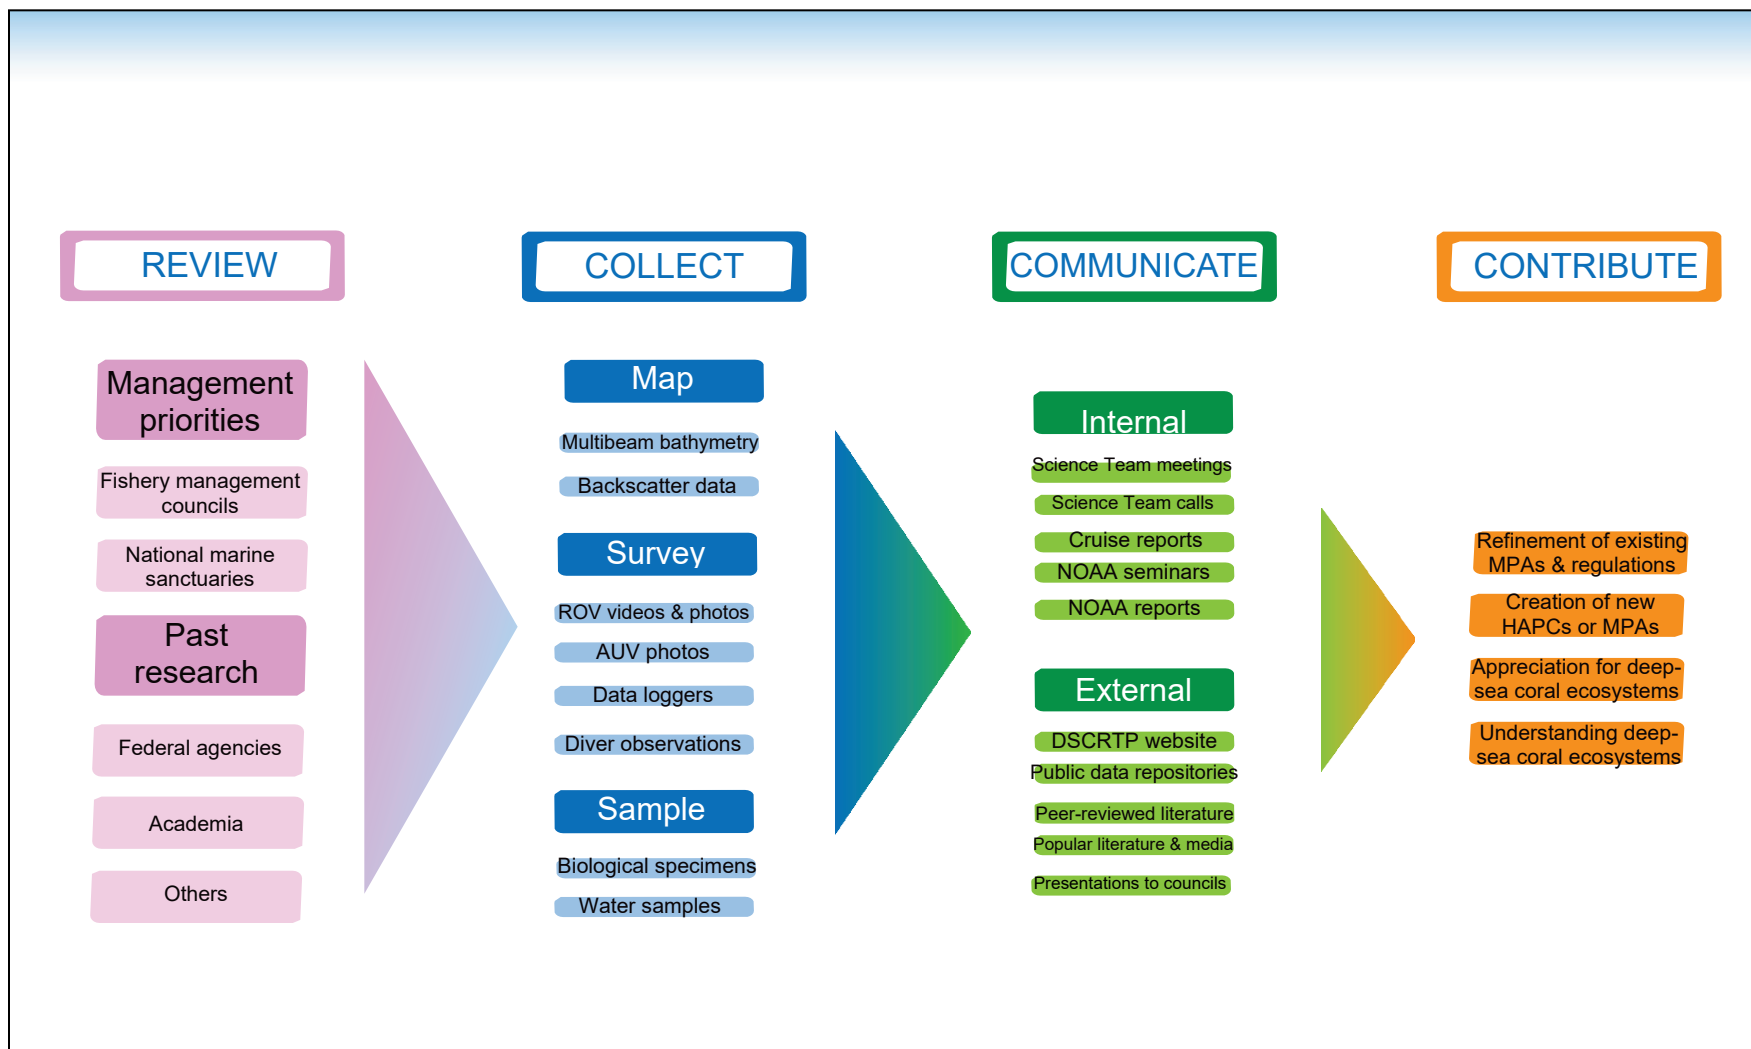 REVIEW
Management
priorities
Fishery management
councils
National marine
sanctuaries
Past
research
Federal agencies
Academia
Others
COLLECT
Map
Multibeam bathymetry
Backscatter data
Survey
ROV videos & photos
AUV photos
Data loggers
Diver observations
Sample
Biological specimens
Water samples
COMMUNICATE
Internal
Science Team meetings
Science Team calls
Cruise reports
NOAA seminars
NOAA reports
External
DSCRTP website
Public data repositories
Peer-reviewed literature
Popular literature & media
Presentations to councils
CONTRIBUTE
Refinement of existing
MPAs & regulations
Creation of new
HAPCs or MPAs
Appreciation for deep-
sea coral ecosystems
Understanding deep-
sea coral ecosystems